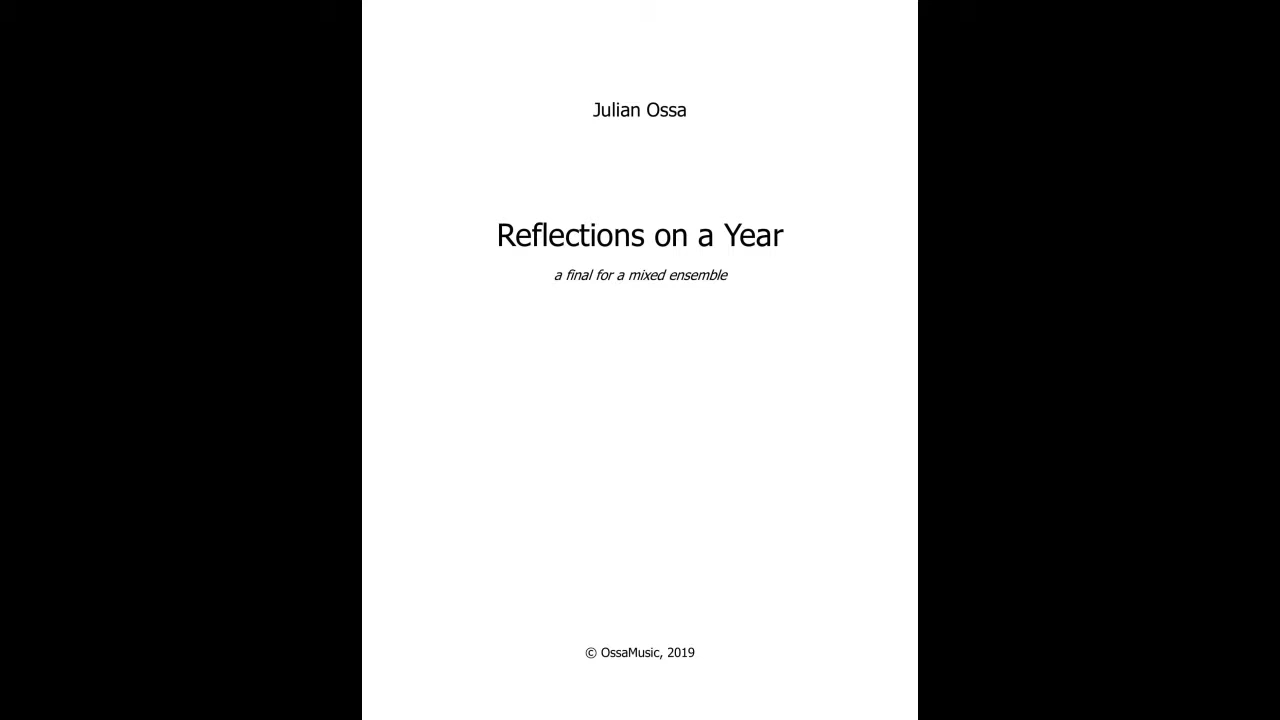 Julian Ossa
Reflections on a Year
a final for a mixed ensemble
© OssaMusic, 2019